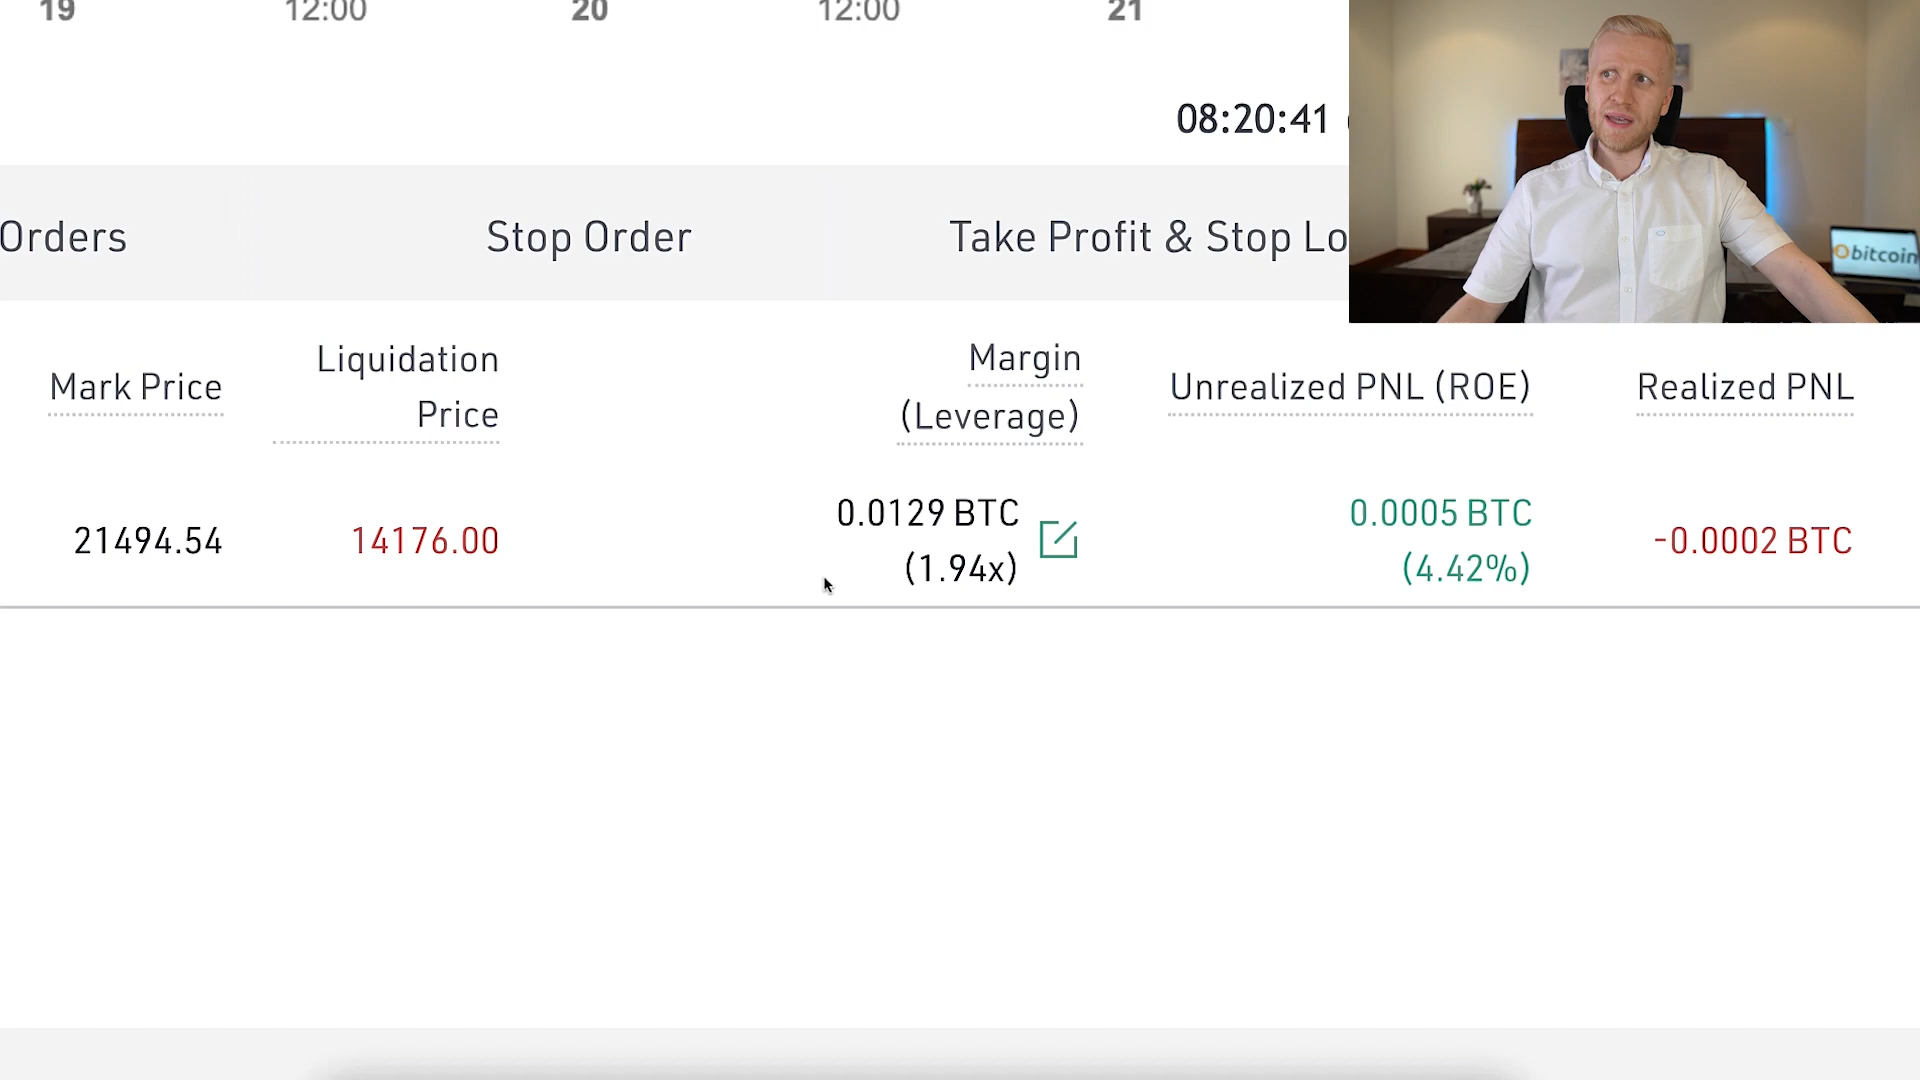 19 12:00 20 12:00 21
08:20:41
Orders Stop Order Take Profit & Stop Lo
bitcoin
Mark Price Liquidation Price Margin (Leverage) Unrealized PNL (ROE) Realized PNL
21494.54 14176.00 0.0129 BTC (1.94x) 0.0005 BTC (4.42%) -0.0002 BTC